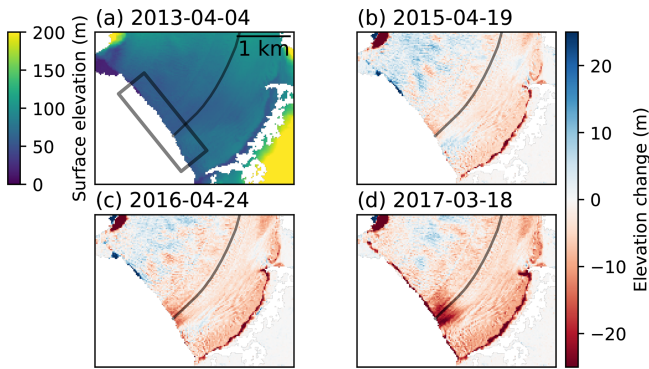 (a) 2013-04-04
(b) 2015-04-19
200
150
100
50
0
Surface elevation (m)
1 km
(c) 2016-04-24
(d) 2017-03-18
20
10
0
−10
−20
Elevation change (m)